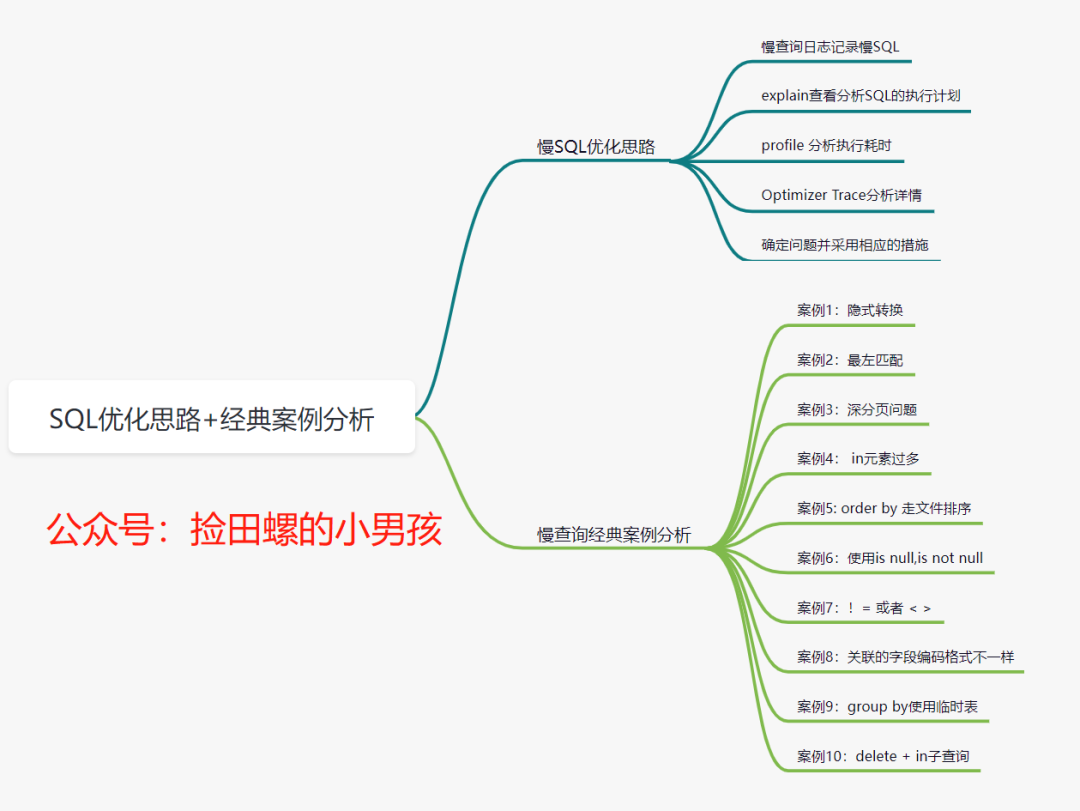 慢查询日志记录慢SQL
explain查看分析SQL的执行计划
慢SQL优化思路
profile 分析执行耗时
Optimizer Trace分析详情
确定问题并采用相应的措施
案例1：隐式转换
案例2：最左匹配
案例3：深分页问题
SQL优化思路+经典案例分析
案例4： in元素过多
案例5: order by 走文件排序
公众号：捡田螺的小男孩
慢查询经典案例分析
案例6：使用is null,is not null
案例7：！= 或者 < >
案例8：关联的字段编码格式不一样
案例9：group by使用临时表
案例10：delete + in子查询